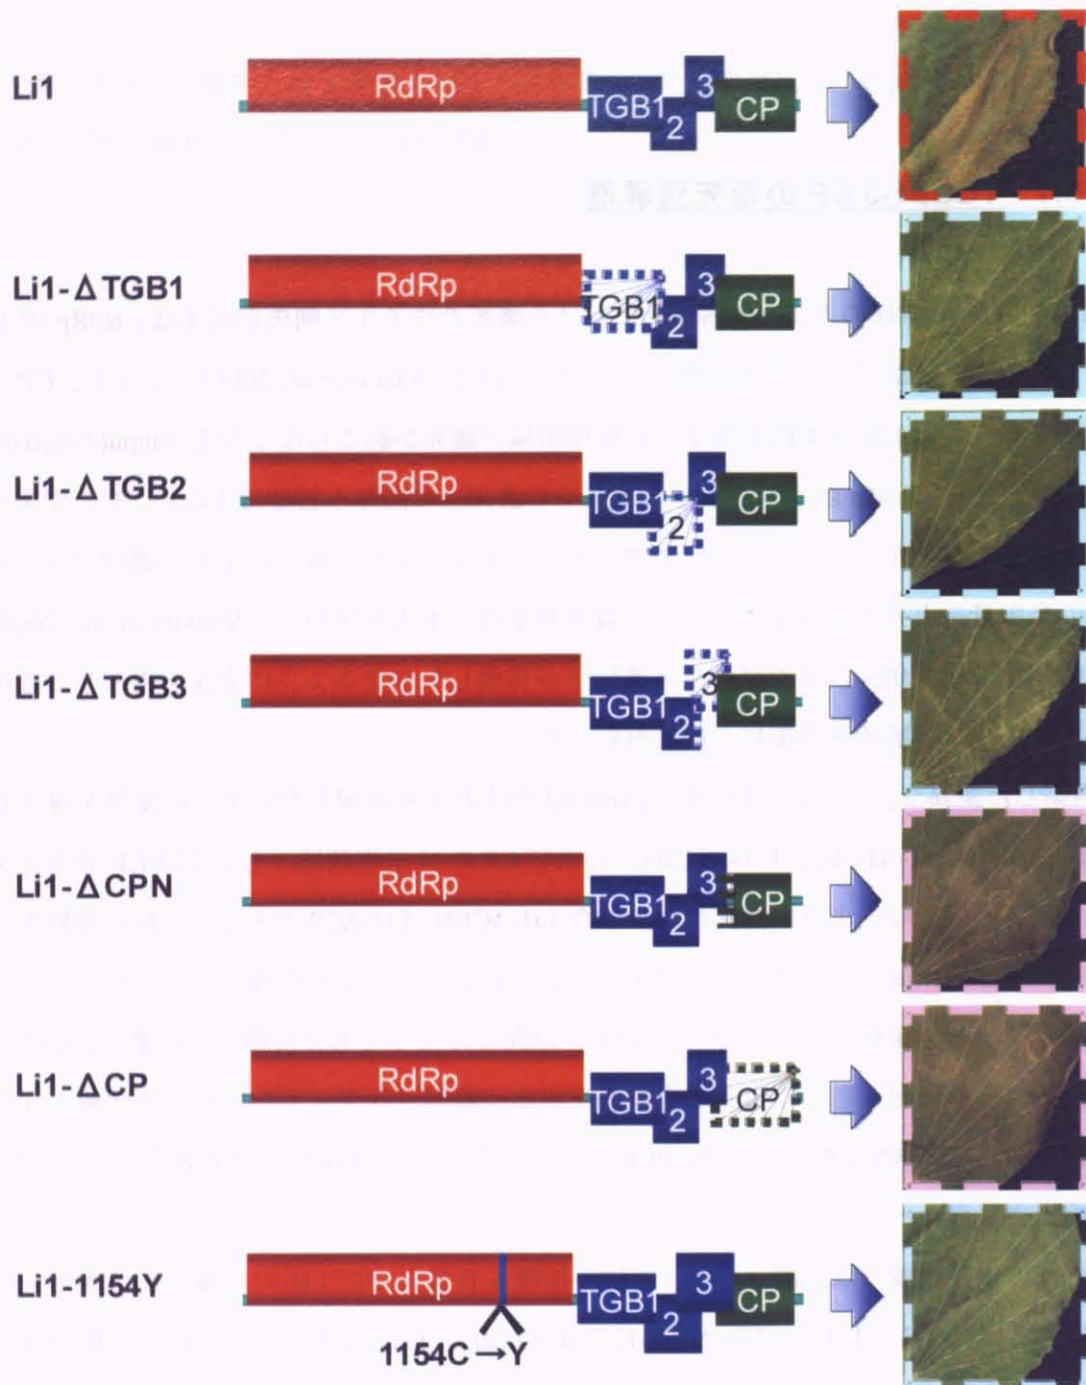 Li1 RdRp TGB1 2 3 CP
Li1-ΔTGB1 RdRp TGB1 2 3 CP
Li1-ΔTGB2 RdRp TGB1 2 3 CP
Li1-ΔTGB3 RdRp TGB1 2 3 CP
Li1-ΔCPN RdRp TGB1 2 3 CP
Li1-ΔCP RdRp TGB1 2 3 CP
Li1-1154Y RdRp TGB1 2 3 CP
1154C→Y